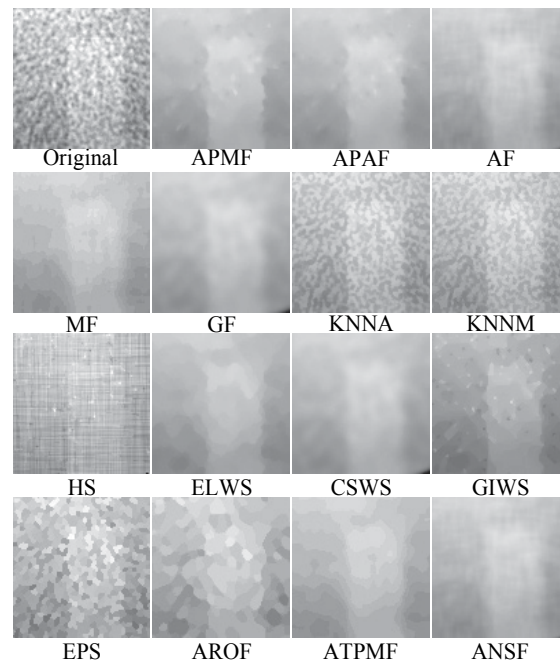 Original APMF APAF AF
MF GF KNNA KNNM
HS ELWS CSWS GIWS
EPS AROF ATPMF ANSF